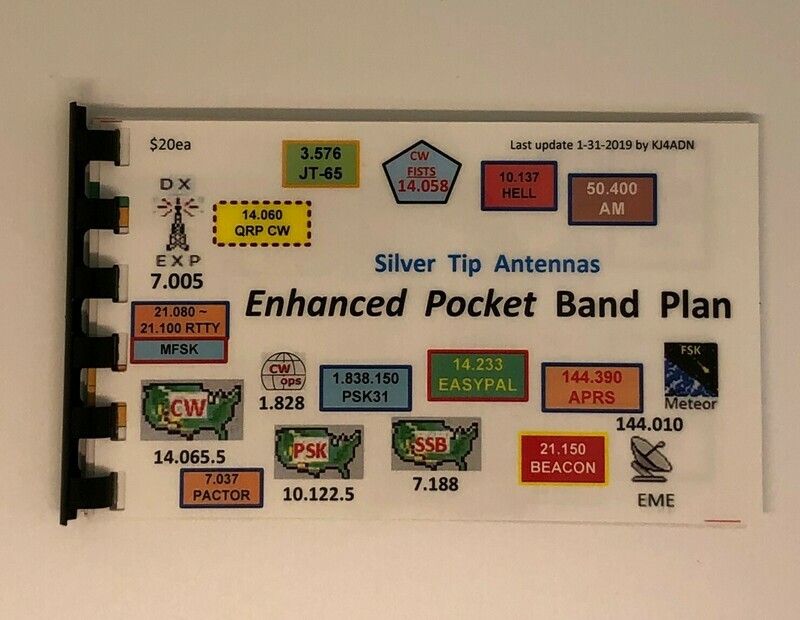 $20ea
3.576
JT-65
CW
FISTS
14.058
Last update 1-31-2019 by KJ4ADN
10.137
HELL
50.400
AM
DX
EXP
7.005
14.060
QRP CW
Silver Tip Antennas
Enhanced Pocket Band Plan
21.080 ~
21.100 RTTY
MFSK
CW
ops
1.828
1.838.150
PSK31
14.233
EASYPAL
144.390
APRS
FSK
Meteor
CW
14.065.5
PSK
10.122.5
SSB
7.188
21.150
BEACON
144.010
EME
7.037
PACTOR